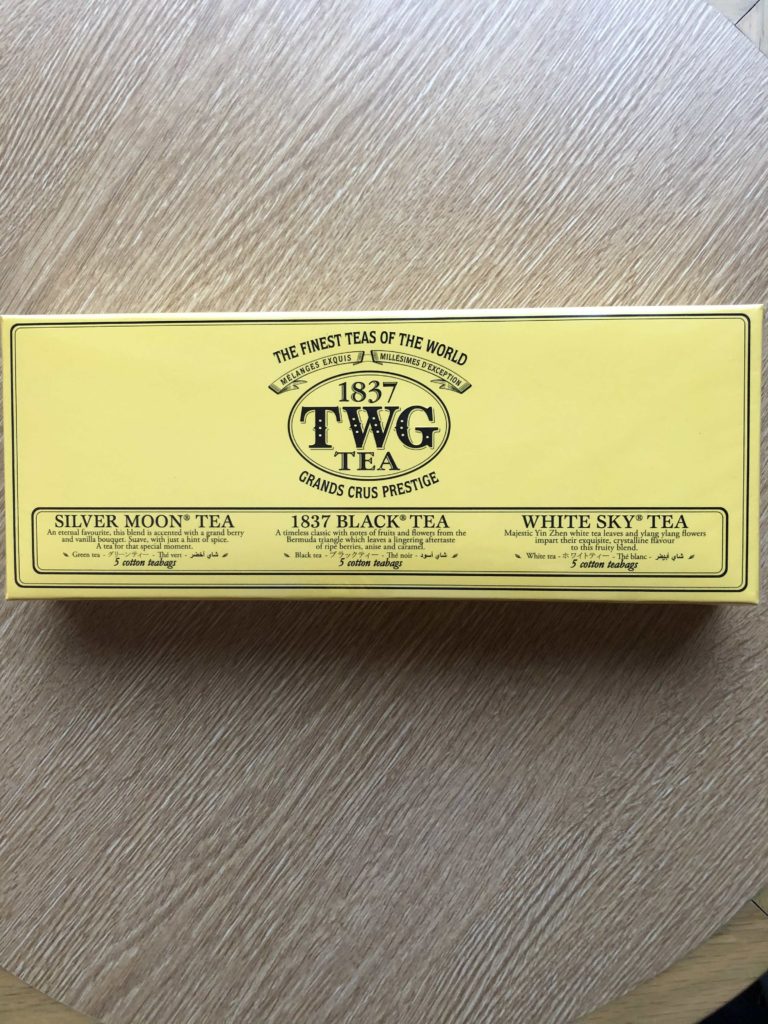 THE FINEST TEAS OF THE WORLD
MÉLANGES EXQUIS MILLÉSIMES D'EXCEPTION
1837
TWG
TEA
GRANDS CRUS PRESTIGE
SILVER MOON® TEA
An eternal favourite, this blend is accented with a grand berry
and vanilla bouquet. Suave, with just a hint of spice.
A tea for that special moment.
Green tea - グリーンティー - Thé vert - شاي أخضر
5 cotton teabags
1837 BLACK® TEA
A timeless classic with notes of fruits and flowers from the
Bermuda triangle which leaves a lingering aftertaste
of ripe berries, anise and caramel.
Black tea - ブラックティー - Thé noir - شاي أسود
5 cotton teabags
WHITE SKY® TEA
Majestic Yin Zhen white tea leaves and ylang ylang flowers
impart their exquisite, crystalline flavour
to this fruity blend.
White tea - ホワイトティー - Thé blanc - شاي أبيض
5 cotton teabags